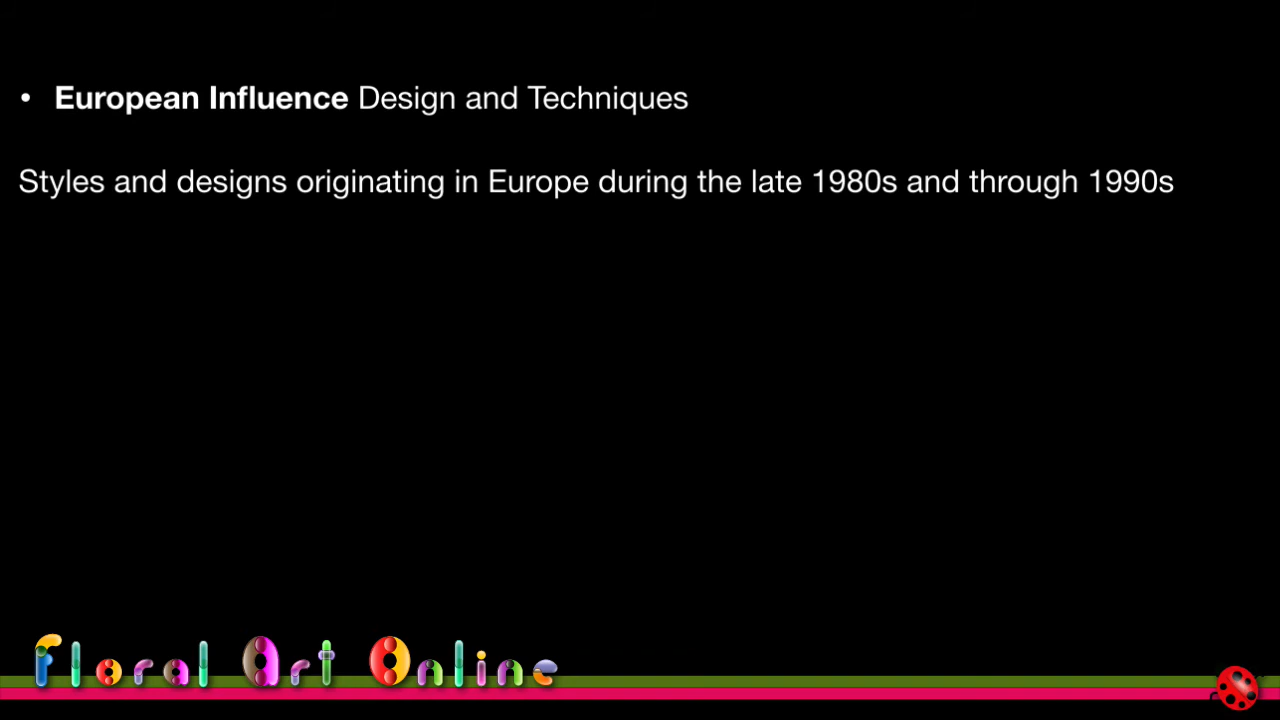 • European Influence Design and Techniques
Styles and designs originating in Europe during the late 1980s and through 1990s
Floral Art Online